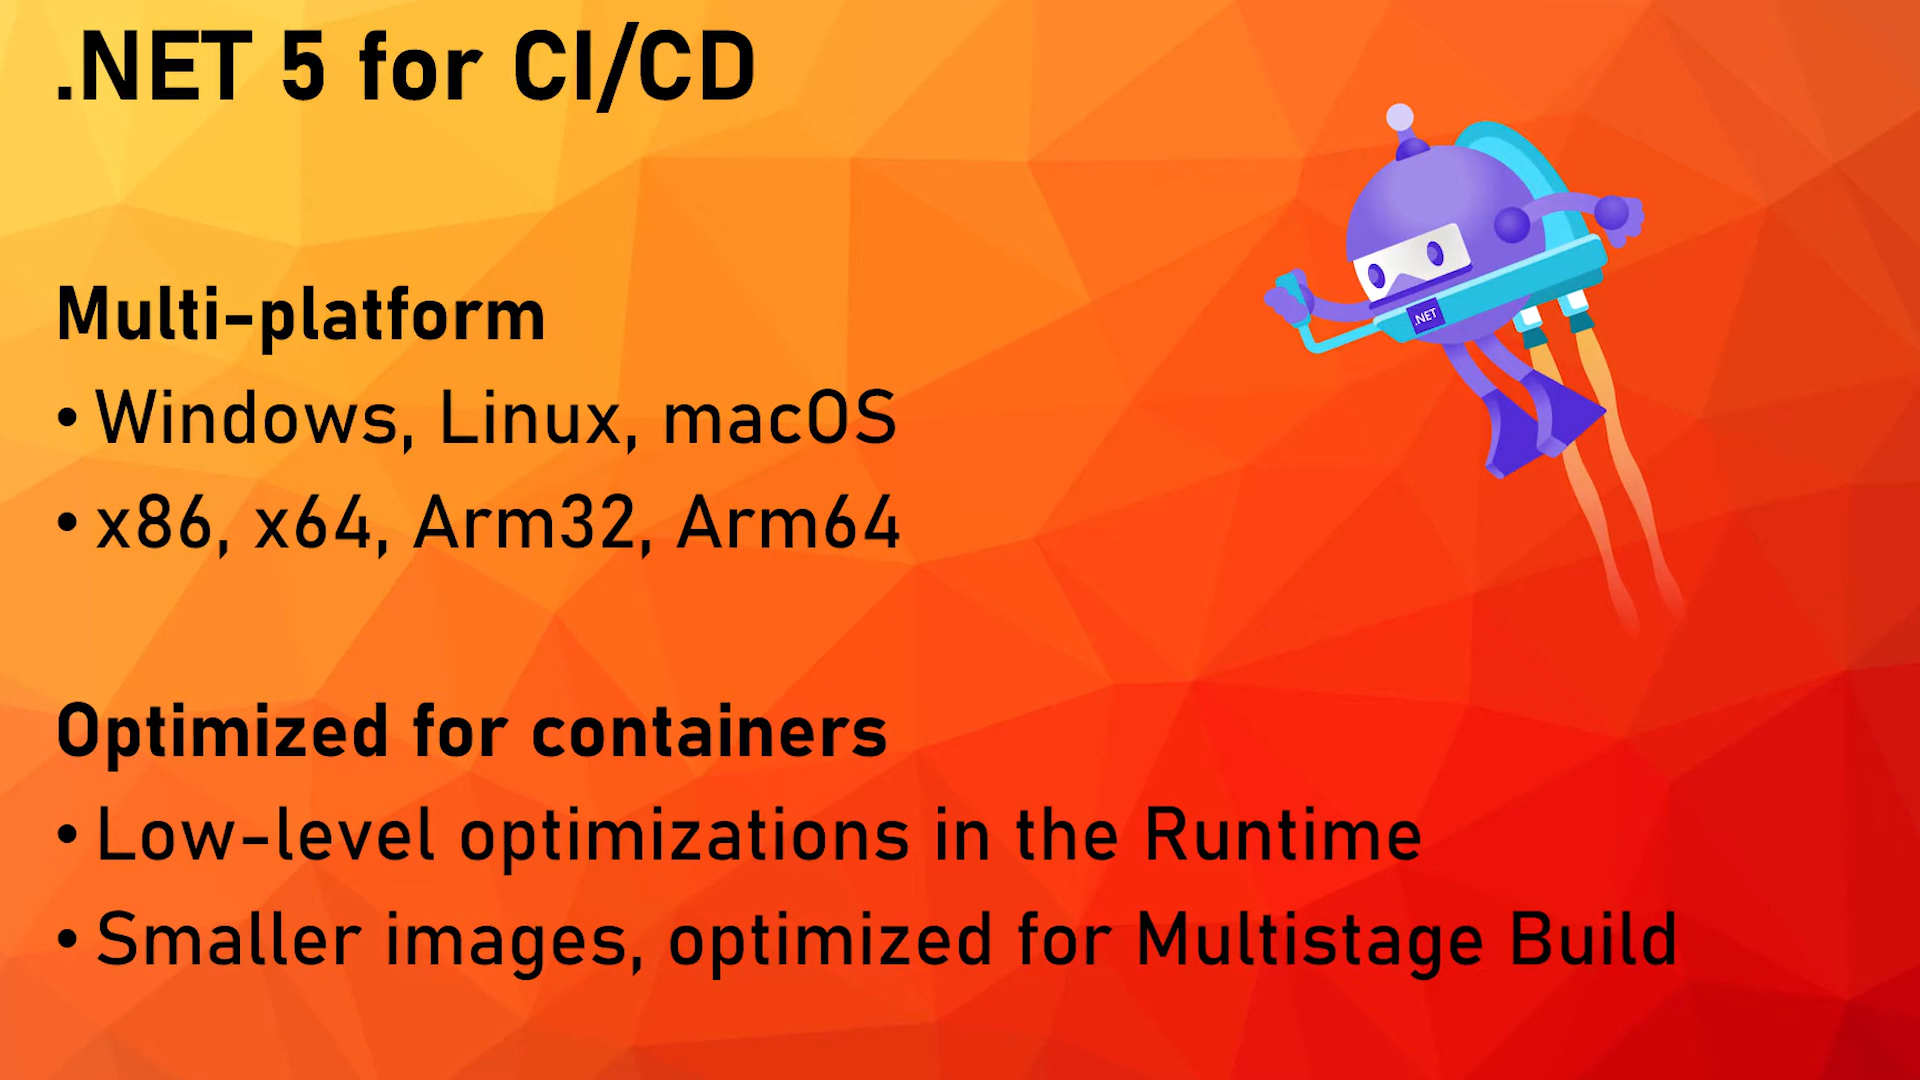 .NET 5 for CI/CD
.NET
Multi-platform
• Windows, Linux, macOS
• x86, x64, Arm32, Arm64
Optimized for containers
• Low-level optimizations in the Runtime
• Smaller images, optimized for Multistage Build